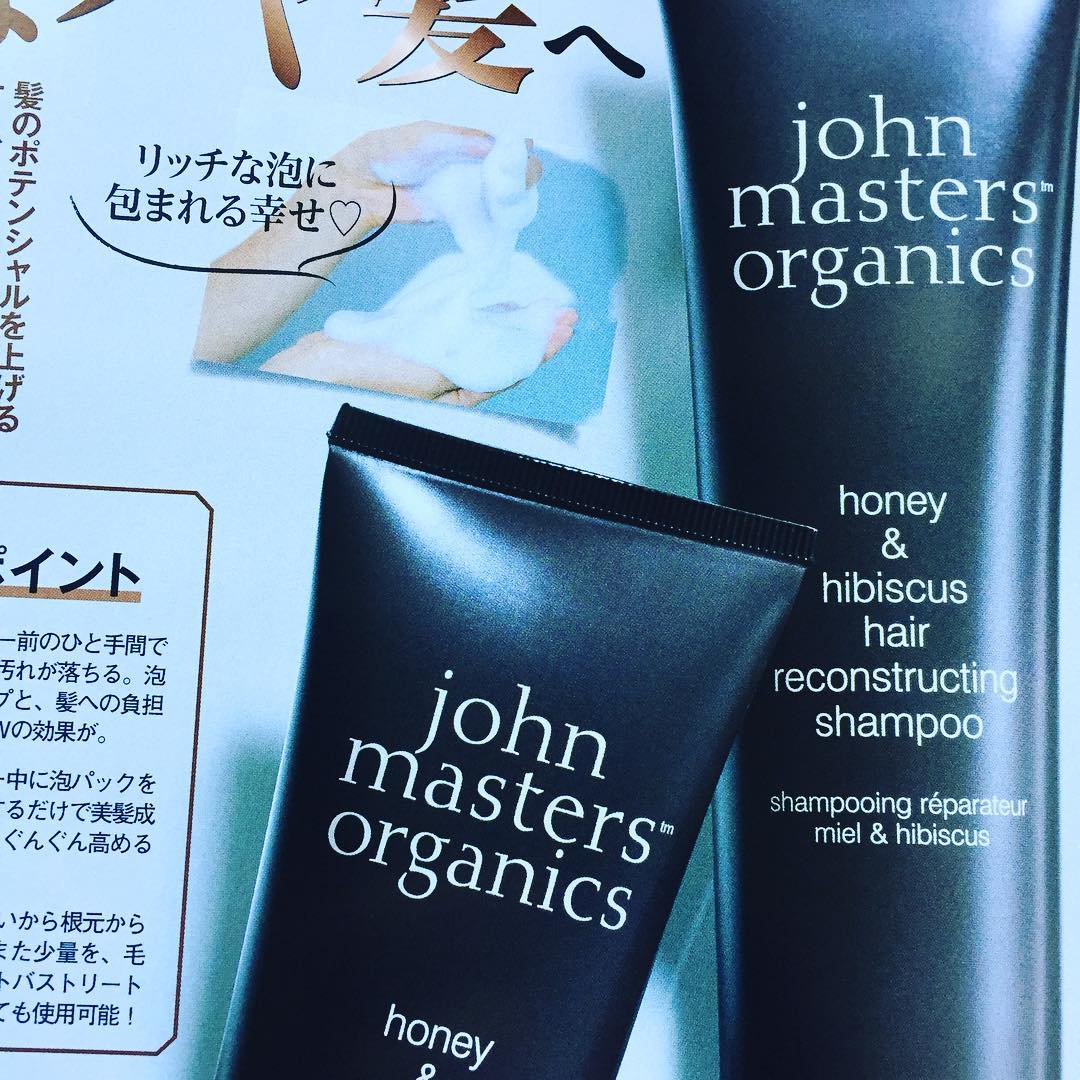 髪へ
髪のポテンシャルを上げる
リッチな泡に
包まれる幸せ♡
john
masters™
organics
honey
&
hibiscus
hair
reconstructing
shampoo
shampooing réparateur
miel & hibiscus
john
masters™
organics
honey
&
ポイント
ー前のひと手間で
汚れが落ちる。泡
プと、髪への負担
Wの効果が。
中に泡パックを
するだけで美髪成
ぐんぐん高める
いから根元から
また少量を、毛
トバストリート
ても使用可能！